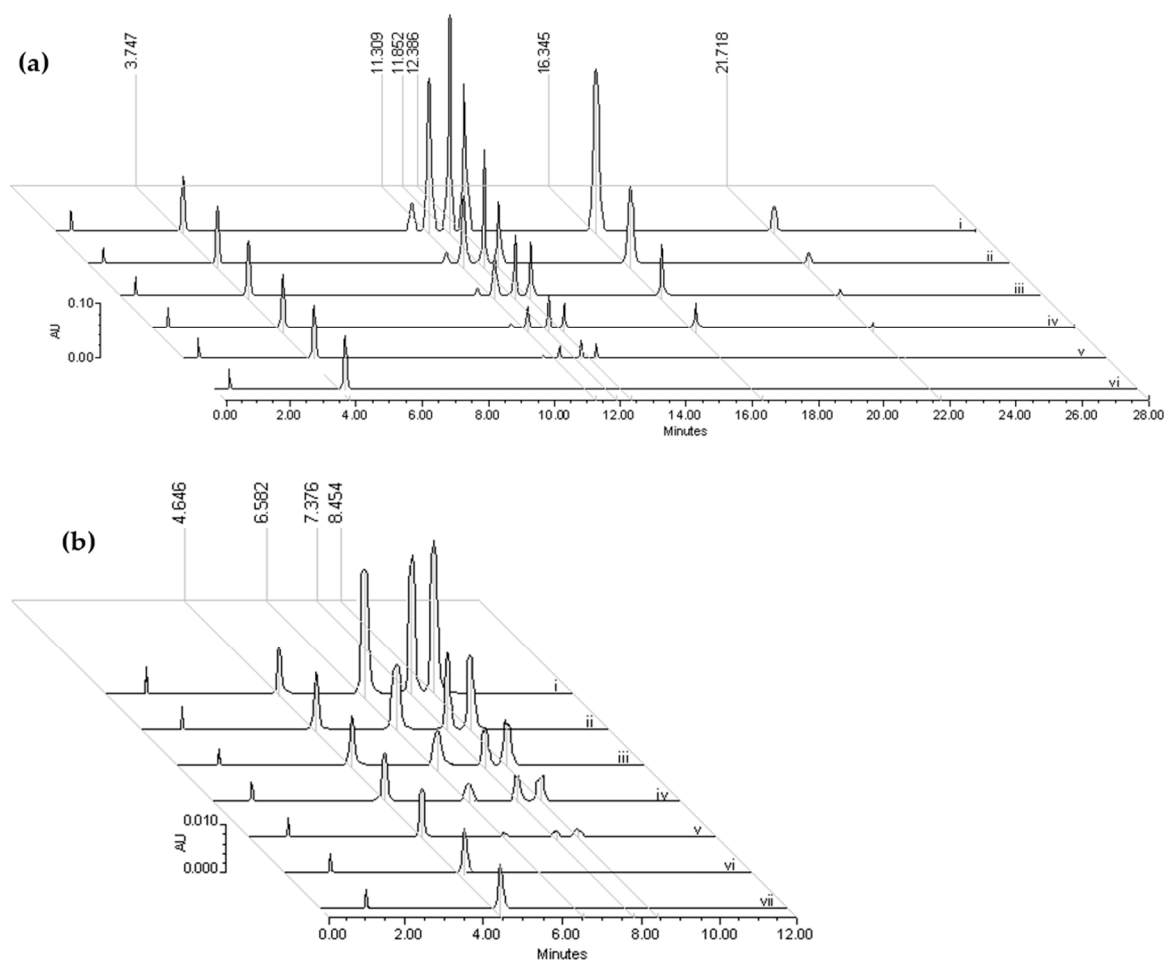 (a)
3.747
11.309
11.852
12.386
16.345
21.718
i
ii
iii
iv
v
vi
0.10
AU
0.00
0.00 2.00 4.00 6.00 8.00 10.00 12.00 14.00 16.00 18.00 20.00 22.00 24.00 26.00 28.00
Minutes
(b)
4.646
6.582
7.376
8.454
i
ii
iii
iv
v
vi
vii
0.010
AU
0.000
0.00 2.00 4.00 6.00 8.00 10.00 12.00
Minutes